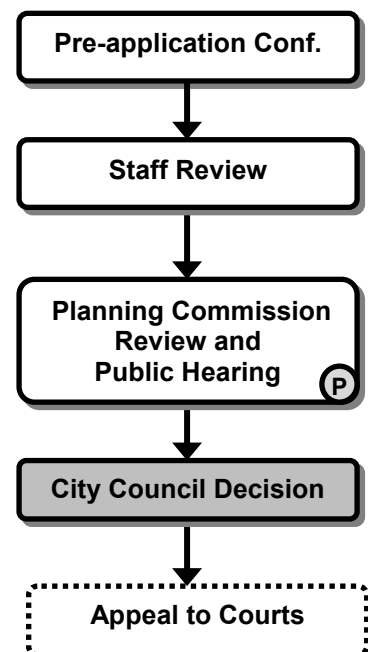 Pre-application Conf.
Staff Review
Planning Commission
Review and
Public Hearing
P
City Council Decision
Appeal to Courts